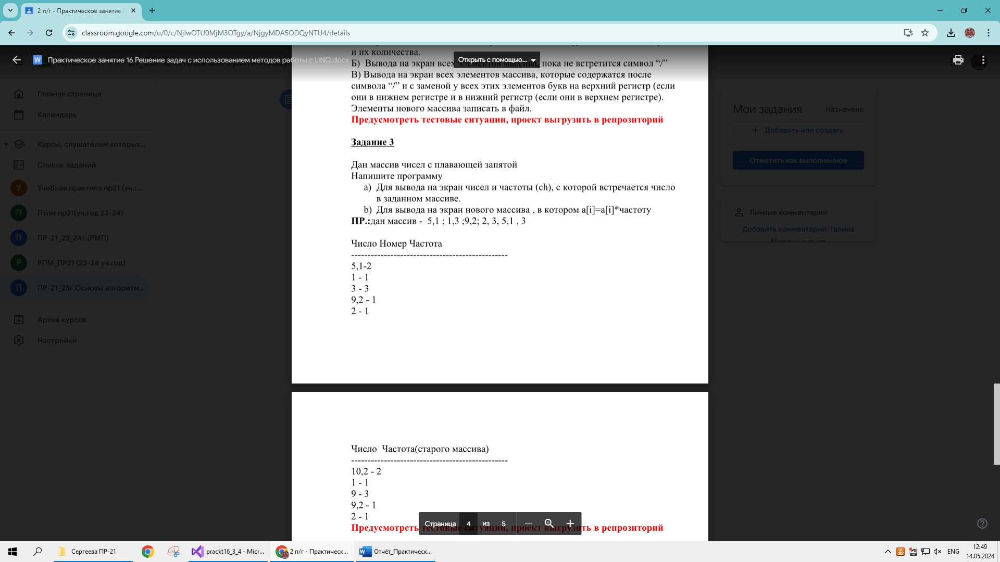 2 п/г - Практическое занятие
classroom.google.com/u/0/c/NjIwOTU0MjM3OTgy/a/NjgyMDA5ODQyNTU4/details
Практическое занятие 16 Решение задач с использованием методов работы с LINQ.docx
Открыть с помощью...
Главная страница
Календарь
Курсы, слушателем которых...
Список заданий
У Учебная практика пр21 (уч.г...
П Птпм пр21(уч.год 23-24)
П ПР-21_23_24г.(РМП)
Р РПМ_ПР21 (23-24 уч.год)
П ПР-21_23г.Основы алгоритм...
Архив курсов
Настройки
и их количества.
Б) Вывода на экран всех элементов массива, пока не встретится символ “/”
В) Вывода на экран всех элементов массива, которые содержатся после
символа “/” и с заменой у всех этих элементов букв на верхний регистр (если
они в нижнем регистре и в нижний регистр (если они в верхнем регистре).
Элементы нового массива записать в файл.
Предусмотреть тестовые ситуации, проект выгрузить в репрозиторий
Задание 3
Дан массив чисел с плавающей запятой
Напишите программу
a) Для вывода на экран чисел и частоты (ch), с которой встречается число
в заданном массиве.
b) Для вывода на экран нового массива , в котором a[i]=a[i]*частоту
ПР.:дан массив - 5,1 ; 1,3 ;9,2; 2, 3, 5,1 , 3
Число Номер Частота
------------------------------------------------
5,1-2
1 - 1
3 - 3
9,2 - 1
2 - 1
Число Частота(старого массива)
------------------------------------------------
10,2 - 2
1 - 1
9 - 3
9,2 - 1
2 - 1
Предусмотреть тестовые ситуации, проект выгрузить в репрозиторий
Страница 4 из 5
Мои задания
Назначено
Добавить или создать
Отметить как выполненное
Личные комментарии
Добавить комментарий: Галина
Сергеева ПР-21
prackt16_3_4 - Micr...
2 п/г - Практическ...
Отчёт_Практическ...
ENG
12:49
14.05.2024